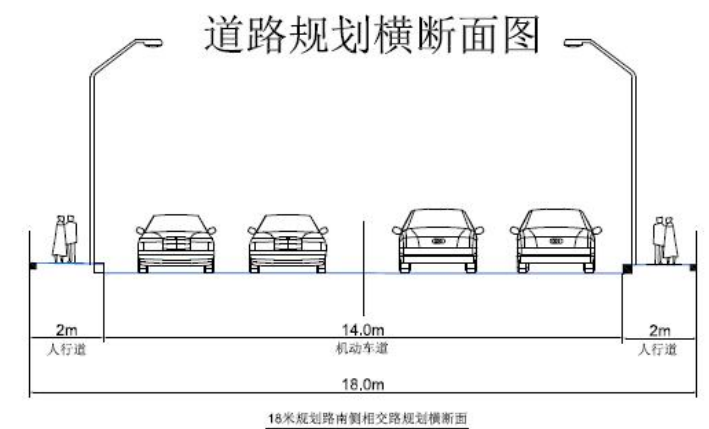 道路规划横断面图
2m 14.0m 2m
人行道 机动车道 人行道
18.0m
18米规划路南侧相交路规划横断面